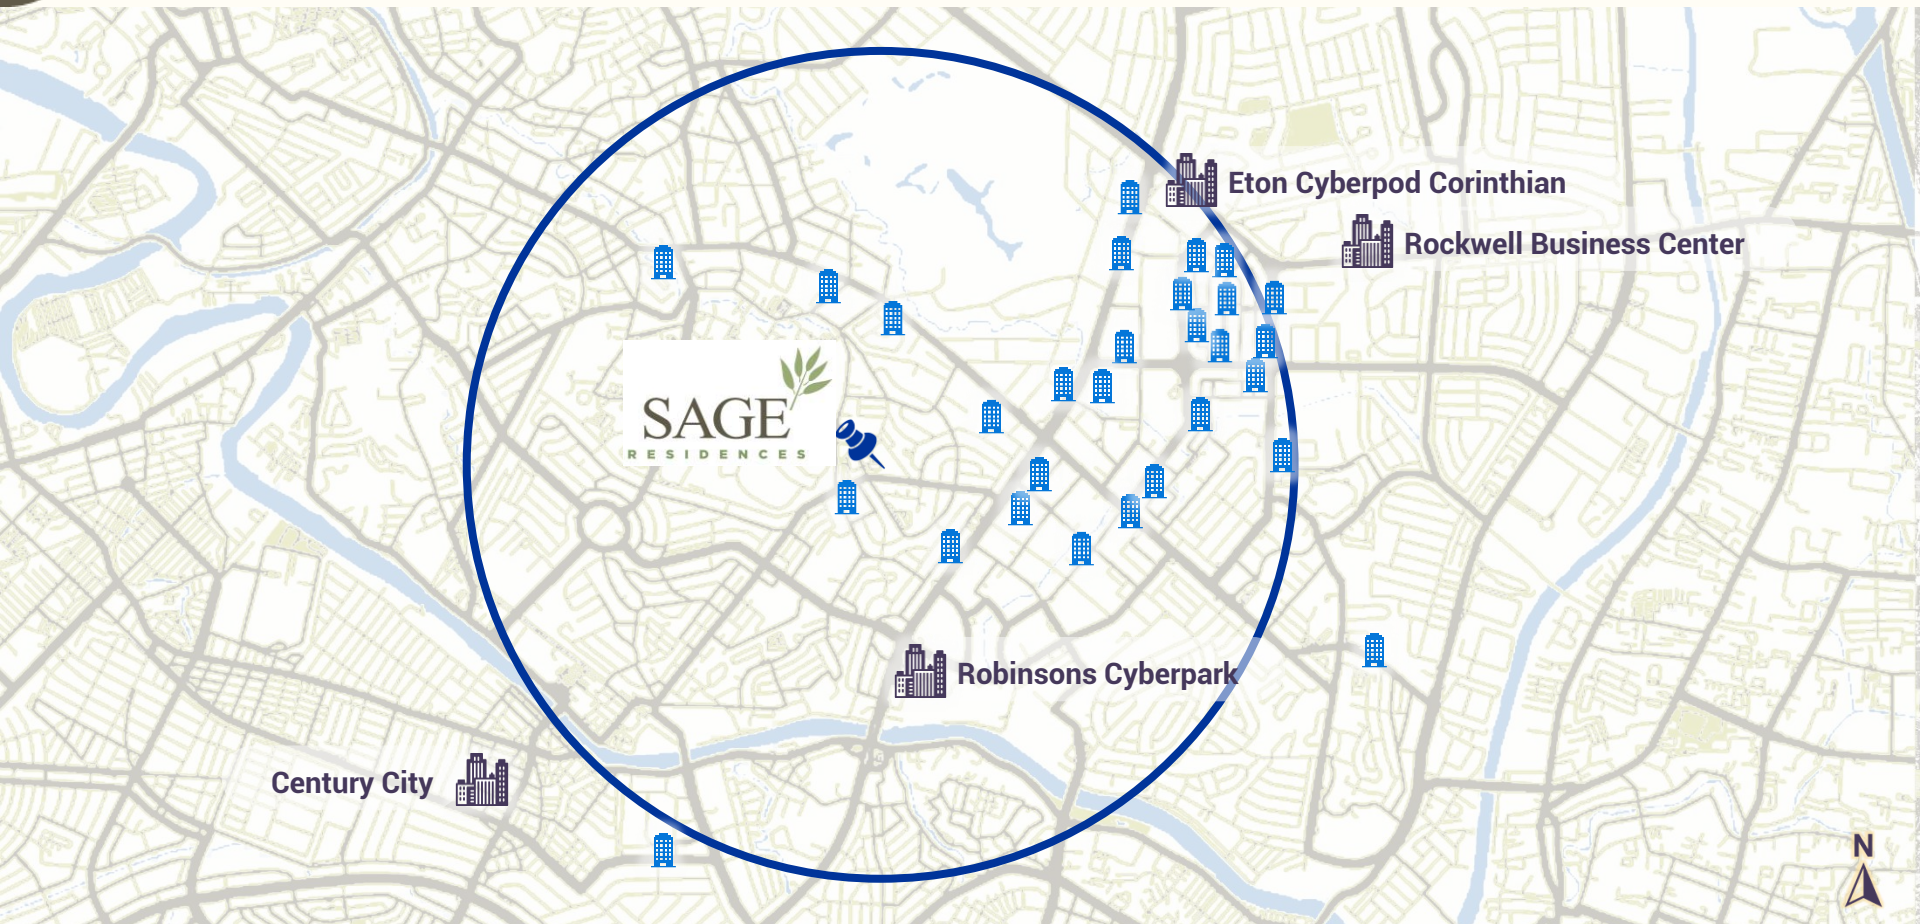 Eton Cyberpod Corinthian
Rockwell Business Center
SAGE
RESIDENCES
Robinsons Cyberpark
Century City
N